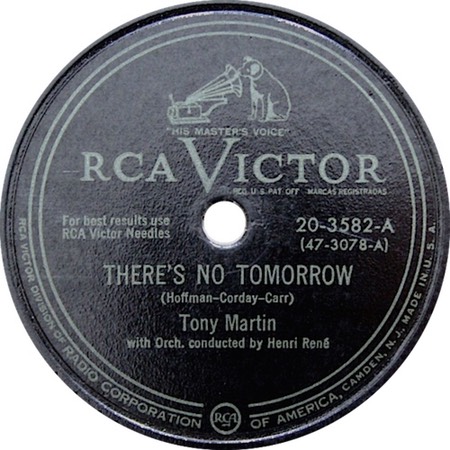 "HIS MASTER'S VOICE"
RCA VICTOR
REG. U.S. PAT. OFF. MARCAS REGISTRADAS
For best results use
RCA Victor Needles
20-3582-A
(47-3078-A)
THERE'S NO TOMORROW
(Hoffman-Corday-Carr)
Tony Martin
with Orch. conducted by Henri René
RCA VICTOR DIVISION OF RADIO CORPORATION OF AMERICA, CAMDEN, N. J. MADE IN U. S. A.
RCA